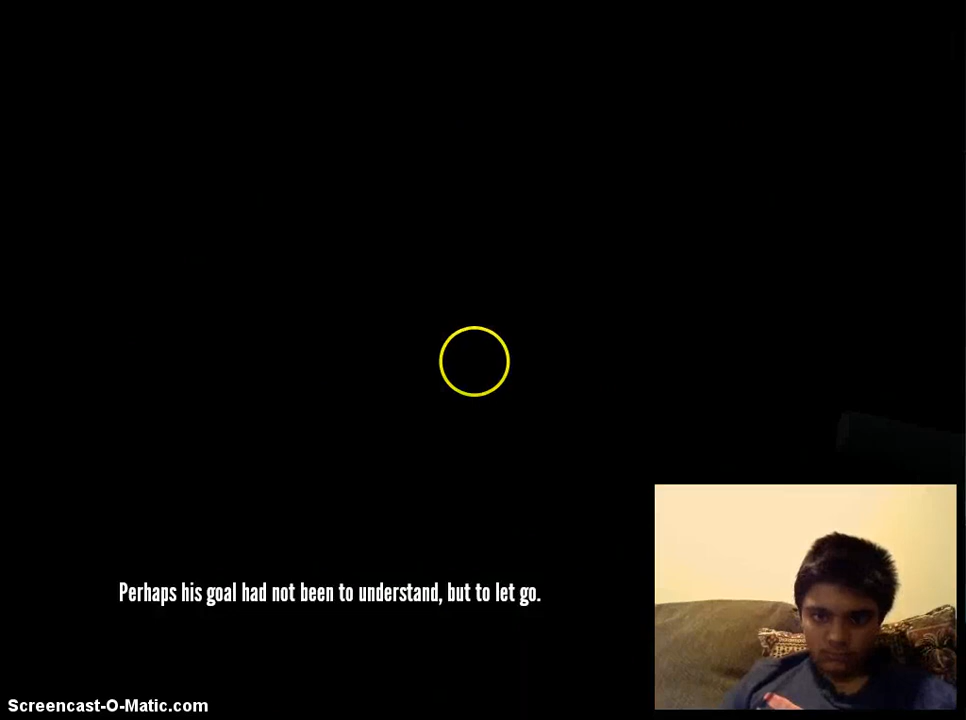 Perhaps his goal had not been to understand, but to let go.
Screencast-O-Matic.com